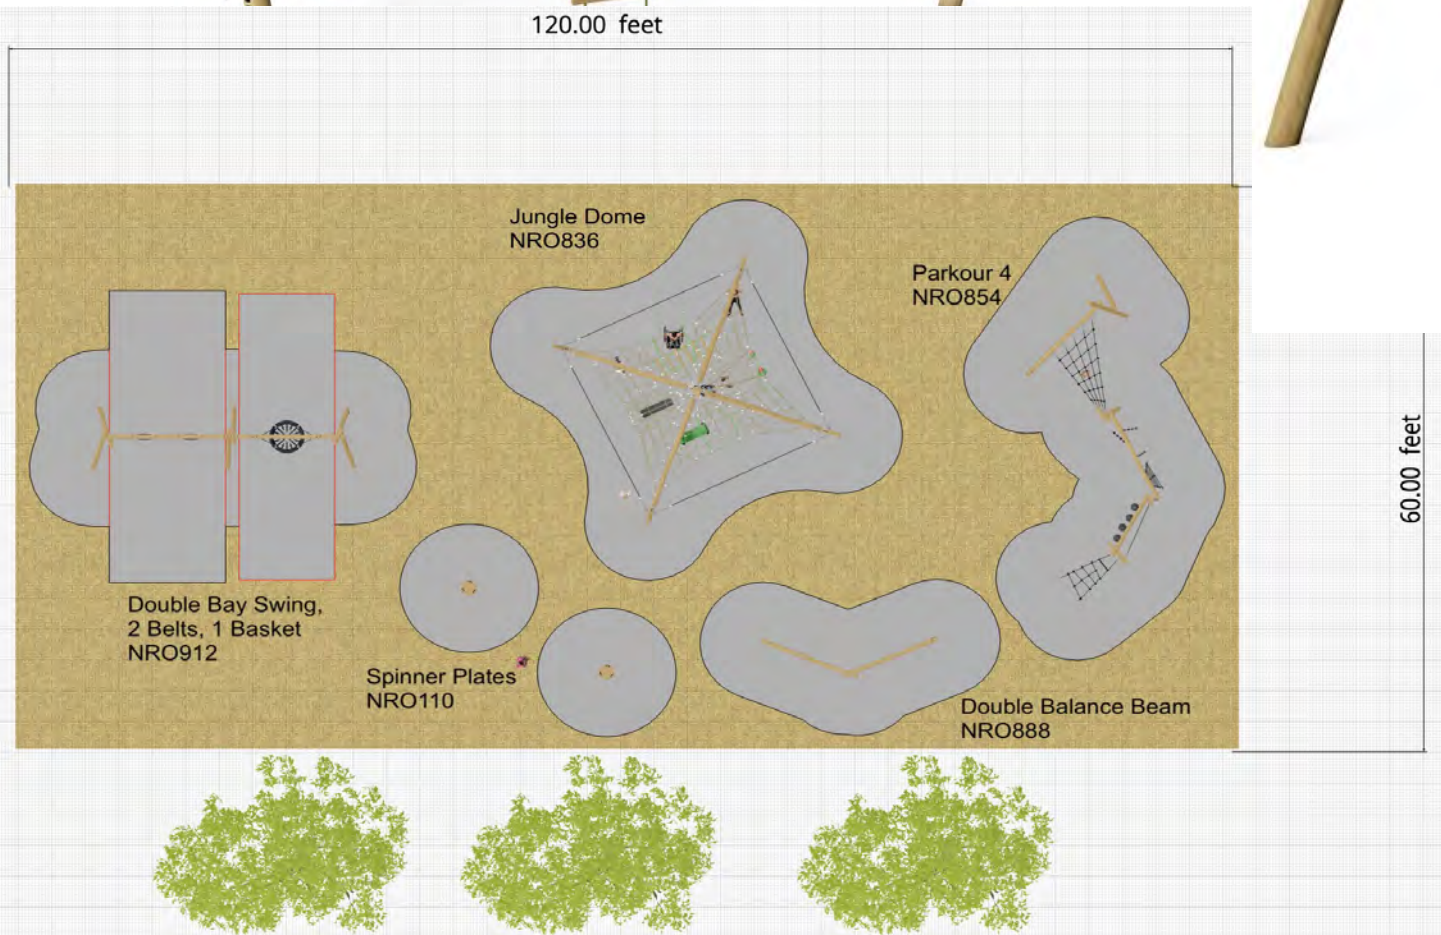 120.00 feet
Jungle Dome
NRO836
Parkour 4
NRO854
60.00 feet
Double Bay Swing,
2 Belts, 1 Basket
NRO912
Spinner Plates
NRO110
Double Balance Beam
NRO888